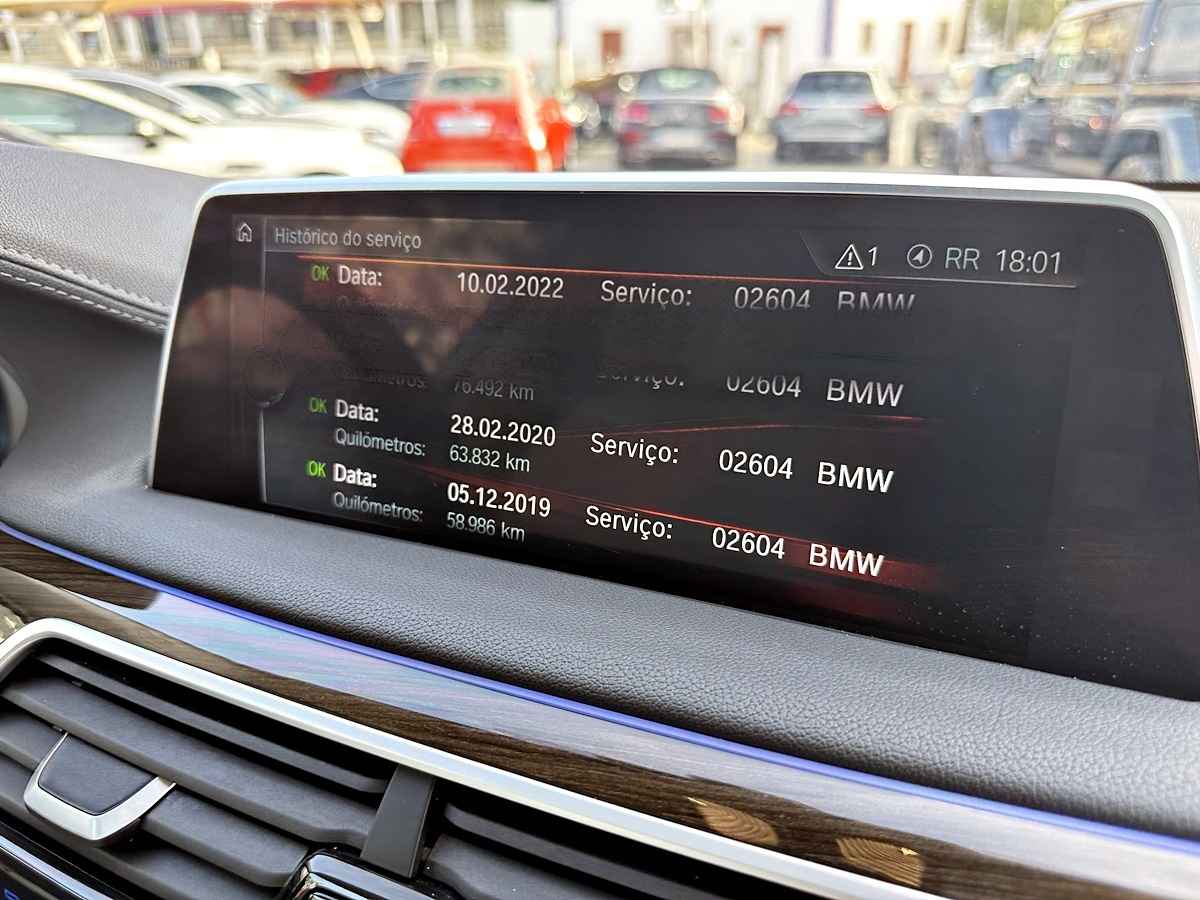 Histórico do serviço
1 RR 18:01
OK Data: 10.02.2022 Serviço: 02604 BMW
Quilómetros: 76.492 km Serviço: 02604 BMW
OK Data: 28.02.2020 Serviço: 02604 BMW
Quilómetros: 63.832 km
OK Data: 05.12.2019 Serviço: 02604 BMW
Quilómetros: 58.986 km